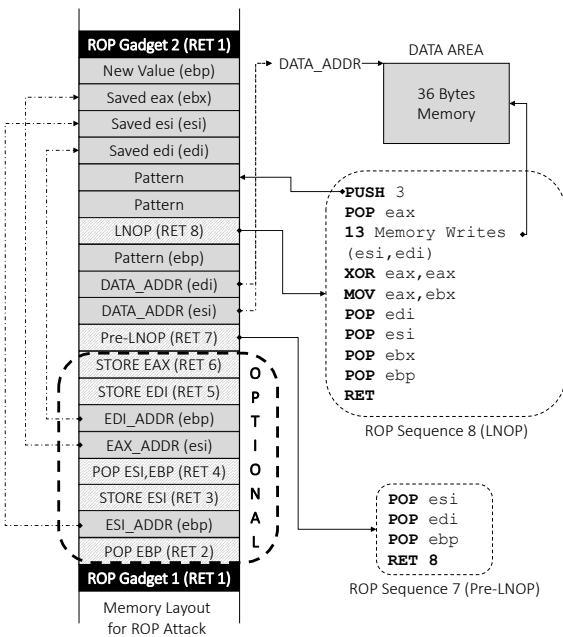 ROP Gadget 2 (RET 1)
New Value (ebp)
Saved eax (ebx)
Saved esi (esi)
Saved edi (edi)
Pattern
Pattern
LNOP (RET 8)
Pattern (ebp)
DATA_ADDR (edi)
DATA_ADDR (esi)
Pre-LNOP (RET 7)
STORE EAX (RET 6)
STORE EDI (RET 5)
EDI_ADDR (ebp)
EAX_ADDR (esi)
POP ESI,EBP (RET 4)
STORE ESI (RET 3)
ESI_ADDR (ebp)
POP EBP (RET 2)
ROP Gadget 1 (RET 1)
Memory Layout
for ROP Attack
OPTIONAL
DATA_ADDR
DATA AREA
36 Bytes
Memory
PUSH 3
POP eax
13 Memory Writes
(esi,edi)
XOR eax,eax
MOV eax,ebx
POP edi
POP esi
POP ebx
POP ebp
RET
ROP Sequence 8 (LNOP)
POP esi
POP edi
POP ebp
RET 8
ROP Sequence 7 (Pre-LNOP)